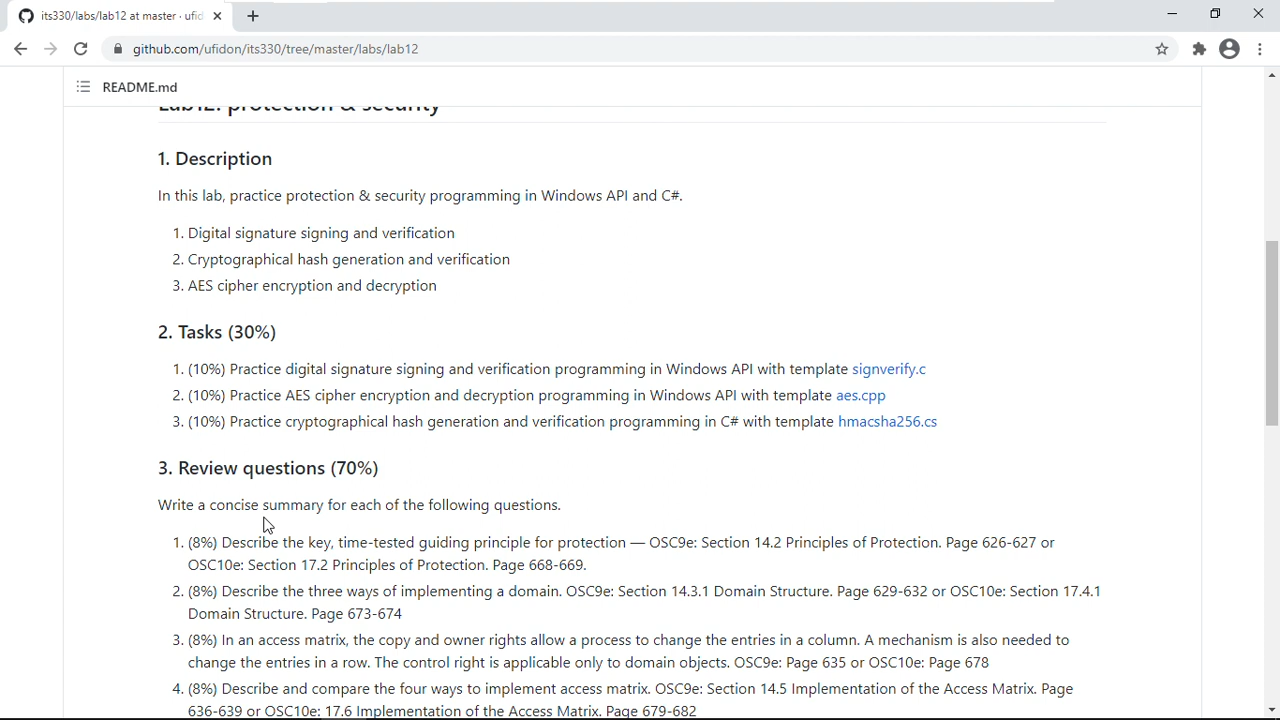 its330/labs/lab12 at master · ufid
github.com/ufidon/its330/tree/master/labs/lab12
README.md
Lab12: protection & security
1. Description
In this lab, practice protection & security programming in Windows API and C#.
1. Digital signature signing and verification
2. Cryptographical hash generation and verification
3. AES cipher encryption and decryption
2. Tasks (30%)
1. (10%) Practice digital signature signing and verification programming in Windows API with template signverify.c
2. (10%) Practice AES cipher encryption and decryption programming in Windows API with template aes.cpp
3. (10%) Practice cryptographical hash generation and verification programming in C# with template hmacsha256.cs
3. Review questions (70%)
Write a concise summary for each of the following questions.
1. (8%) Describe the key, time-tested guiding principle for protection — OSC9e: Section 14.2 Principles of Protection. Page 626-627 or
OSC10e: Section 17.2 Principles of Protection. Page 668-669.
2. (8%) Describe the three ways of implementing a domain. OSC9e: Section 14.3.1 Domain Structure. Page 629-632 or OSC10e: Section 17.4.1
Domain Structure. Page 673-674
3. (8%) In an access matrix, the copy and owner rights allow a process to change the entries in a column. A mechanism is also needed to
change the entries in a row. The control right is applicable only to domain objects. OSC9e: Page 635 or OSC10e: Page 678
4. (8%) Describe and compare the four ways to implement access matrix. OSC9e: Section 14.5 Implementation of the Access Matrix. Page
636-639 or OSC10e: 17.6 Implementation of the Access Matrix. Page 679-682